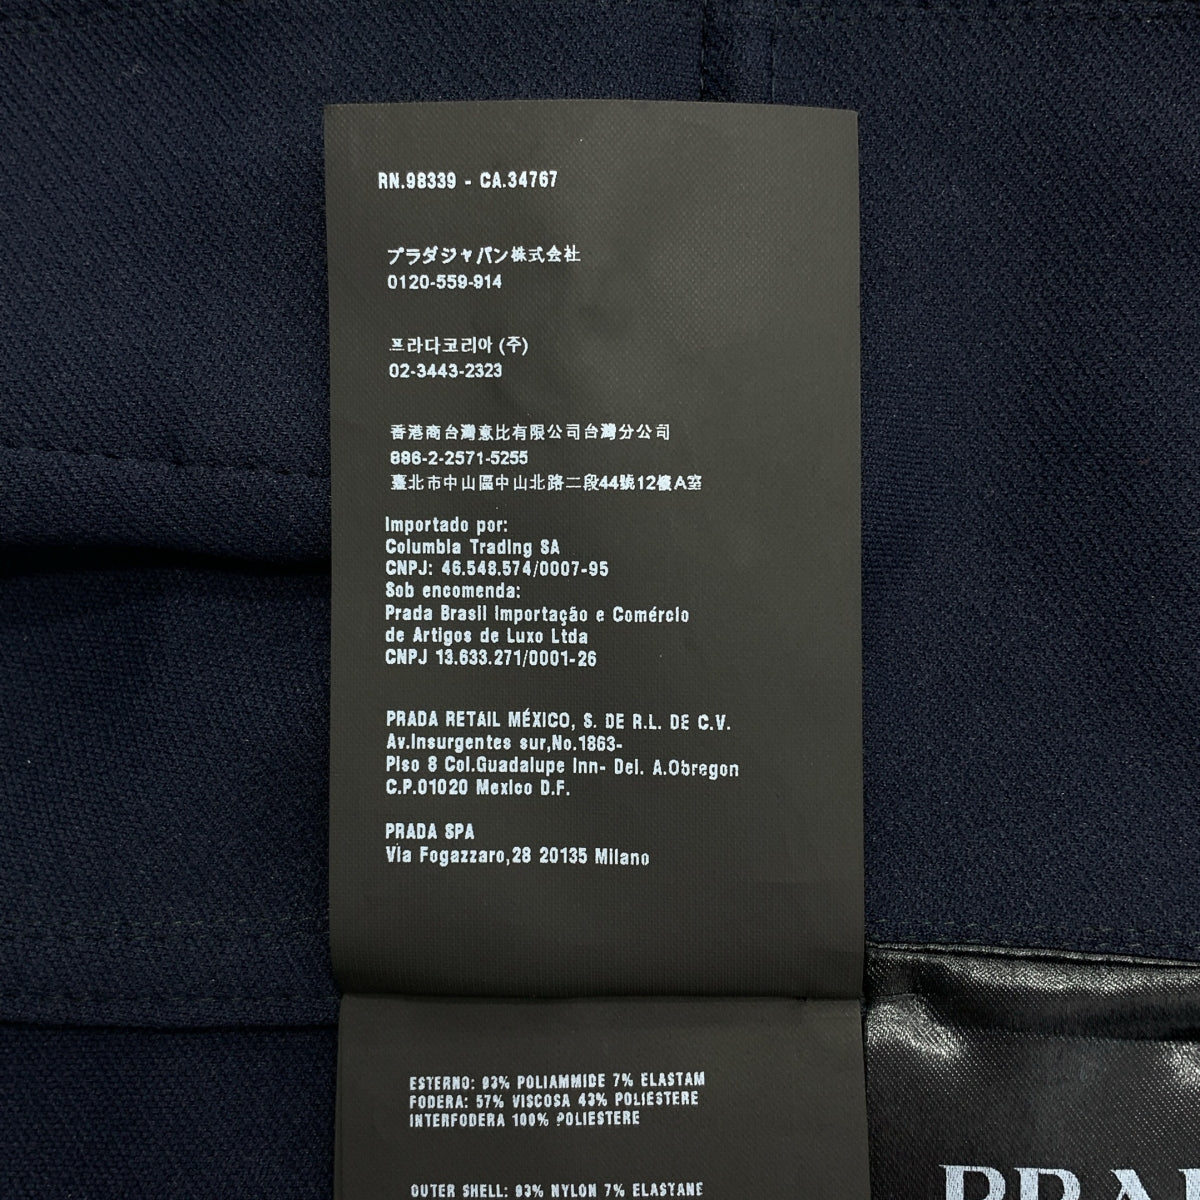 RN.98339 - CA.34767
プラダジャパン株式会社
0120-559-914
프라다코리아 (주)
02-3443-2323
香港商台灣意比有限公司台灣分公司
886-2-2571-5255
臺北市中山區中山北路二段44號12樓A室
Importado por:
Columbia Trading SA
CNPJ: 46.548.574/0007-95
Sob encomenda:
Prada Brasil Importação e Comércio
de Artigos de Luxo Ltda
CNPJ 13.633.271/0001-26
PRADA RETAIL MÉXICO, S. DE R.L. DE C.V.
Av.Insurgentes sur,No.1863-
Piso 8 Col.Guadalupe Inn- Del. A.Obregon
C.P.01020 Mexico D.F.
PRADA SPA
Via Fogazzaro,28 20135 Milano
ESTERNO: 93% POLIAMMIDE 7% ELASTAM
FODERA: 57% VISCOSA 43% POLIESTERE
INTERFODERA 100% POLIESTERE
OUTER SHELL: 93% NYLON 7% ELASTANE